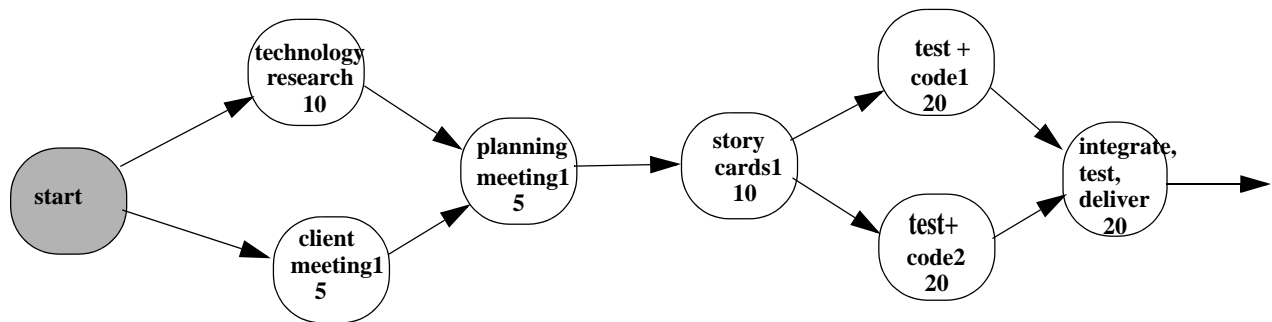 start
technology
research
10
client
meeting1
5
planning
meeting1
5
story
cards1
10
test +
code1
20
test+
code2
20
integrate,
test,
deliver
20